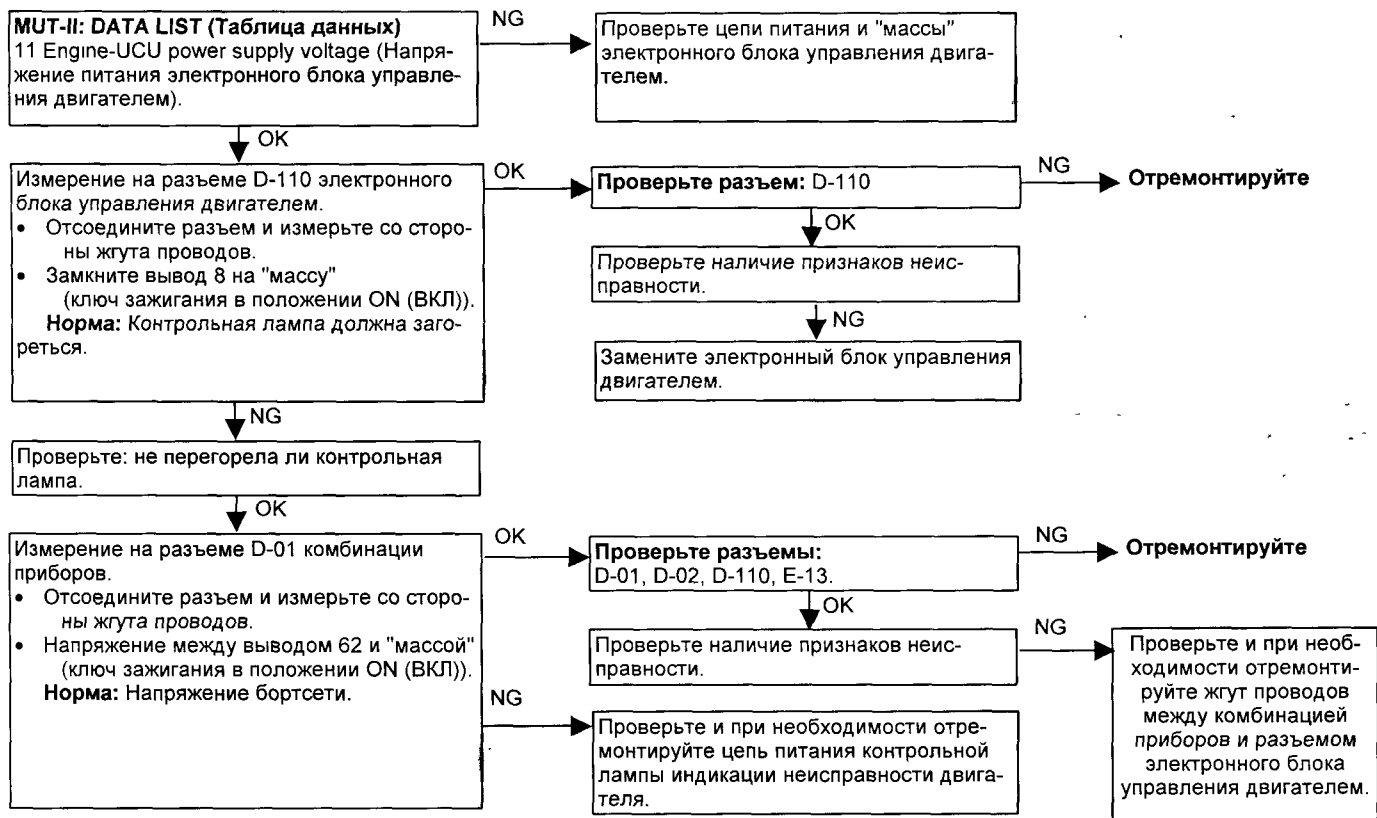 MUT-II: DATA LIST (Таблица данных)
11 Engine-UCU power supply voltage (Напря-
жение питания электронного блока управле-
ния двигателем).
NG
Проверьте цепи питания и "массы"
электронного блока управления двига-
телем.
OK
Измерение на разъеме D-110 электронного
блока управления двигателем.
• Отсоедините разъем и измерьте со сторо-
ны жгута проводов.
• Замкните вывод 8 на "массу"
(ключ зажигания в положении ON (ВКЛ)).
Норма: Контрольная лампа должна заго-
реться.
OK
Проверьте разъем: D-110
NG
Отремонтируйте
OK
Проверьте наличие признаков неис-
правности.
NG
Замените электронный блок управления
двигателем.
NG
Проверьте: не перегорела ли контрольная
лампа.
OK
Измерение на разъеме D-01 комбинации
приборов.
• Отсоедините разъем и измерьте со сторо-
ны жгута проводов.
• Напряжение между выводом 62 и "массой"
(ключ зажигания в положении ON (ВКЛ)).
Норма: Напряжение бортсети.
OK
Проверьте разъемы:
D-01, D-02, D-110, E-13.
NG
Отремонтируйте
OK
Проверьте наличие признаков неис-
правности.
NG
Проверьте и при необ-
ходимости отремонти-
руйте жгут проводов
между комбинацией
приборов и разъемом
электронного блока
управления двигателем.
NG
Проверьте и при необходимости отре-
монтируйте цепь питания контрольной
лампы индикации неисправности двига-
теля.